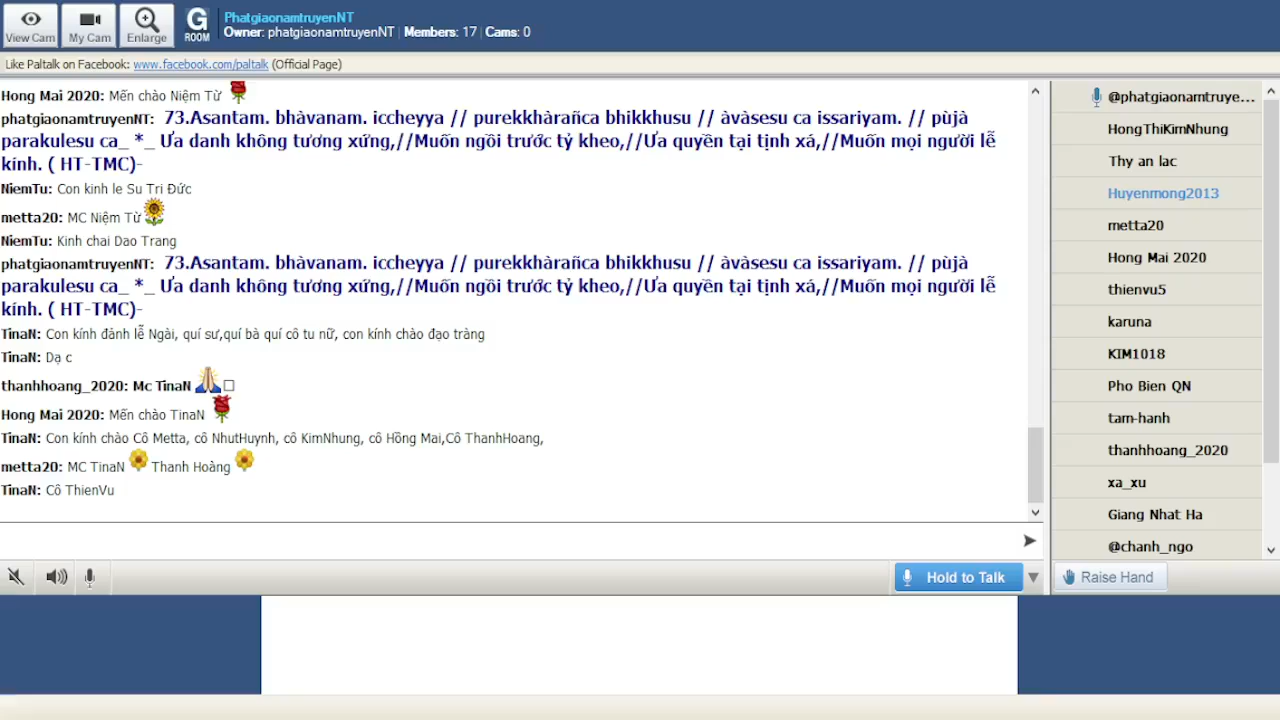 PhatgiaonamtruyenNT
View Cam My Cam Enlarge G ROOM Owner: phatgiaonamtruyenNT | Members: 17 | Cams: 0
Like Paltalk on Facebook: www.facebook.com/paltalk (Official Page)
Hong Mai 2020: Mến chào Niệm Từ
phatgiaonamtruyenNT: 73.Asantam. bhàvanam. iccheyya // purekkhàrañca bhikkhusu // àvàsesu ca issariyam. // pùjà
parakulesu ca_ *_ Ưa danh không tương xứng,//Muốn ngồi trước tỷ kheo,//Ưa quyền tại tịnh xá,//Muốn mọi người lễ
kính. ( HT-TMC)-
NiemTu: Con kinh le Su Tri Đức
metta20: MC Niệm Từ
NiemTu: Kinh chai Dao Trang
phatgiaonamtruyenNT: 73.Asantam. bhàvanam. iccheyya // purekkhàrañca bhikkhusu // àvàsesu ca issariyam. // pùjà
parakulesu ca_ *_ Ưa danh không tương xứng,//Muốn ngồi trước tỷ kheo,//Ưa quyền tại tịnh xá,//Muốn mọi người lễ
kính. ( HT-TMC)-
TinaN: Con kính đảnh lễ Ngài, quí sư,quí bà quí cô tu nữ, con kính chào đạo tràng
TinaN: Dạ c
thanhhoang_2020: Mc TinaN
Hong Mai 2020: Mến chào TinaN
TinaN: Con kính chào Cô Metta, cô NhutHuynh, cô KimNhung, cô Hồng Mai,Cô ThanhHoang,
metta20: MC TinaN Thanh Hoàng
TinaN: Cô ThienVu
@phatgiaonamtruye...
HongThiKimNhung
Thy an lac
Huyenmong2013
metta20
Hong Mai 2020
thienvu5
karuna
KIM1018
Pho Bien QN
tam-hanh
thanhhoang_2020
xa_xu
Giang Nhat Ha
@chanh_ngo
Hold to Talk
Raise Hand